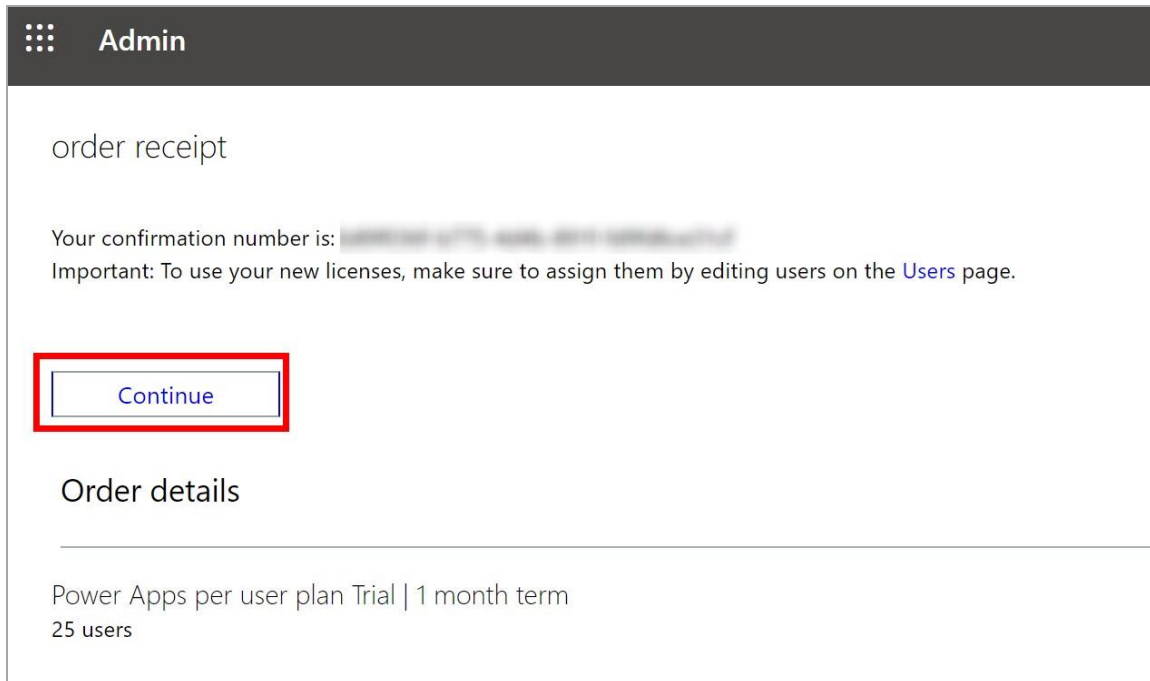 Admin
order receipt
Your confirmation number is:
Important: To use your new licenses, make sure to assign them by editing users on the Users page.
Continue
Order details
Power Apps per user plan Trial | 1 month term
25 users